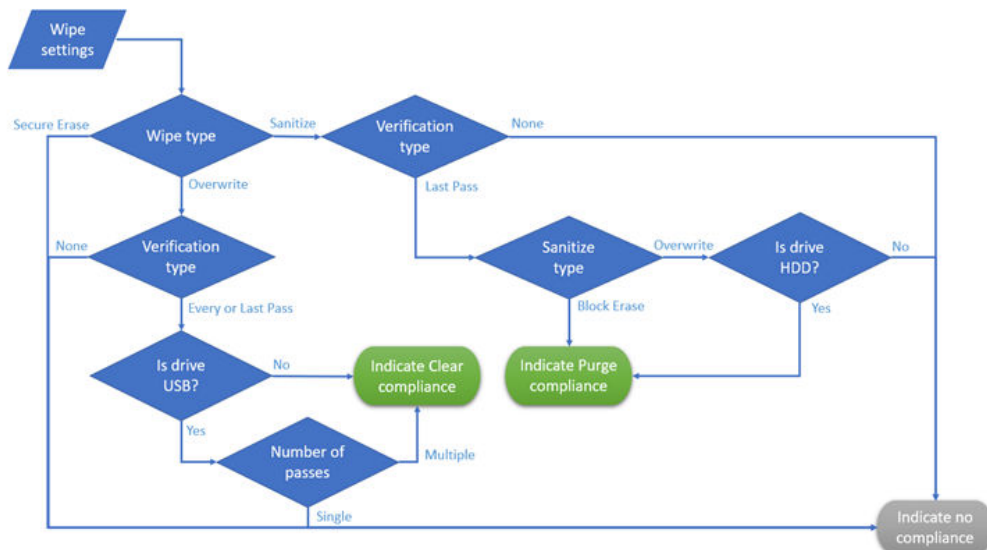 Wipe
settings
Secure Erase
Wipe type
Sanitize
Verification
type
None
Overwrite
Last Pass
None
Verification
type
Sanitize
type
Overwrite
Is drive
HDD?
No
Every or Last Pass
Block Erase
Yes
Is drive
USB?
No
Indicate Clear
compliance
Indicate Purge
compliance
Yes
Number of
passes
Multiple
Single
Indicate no
compliance